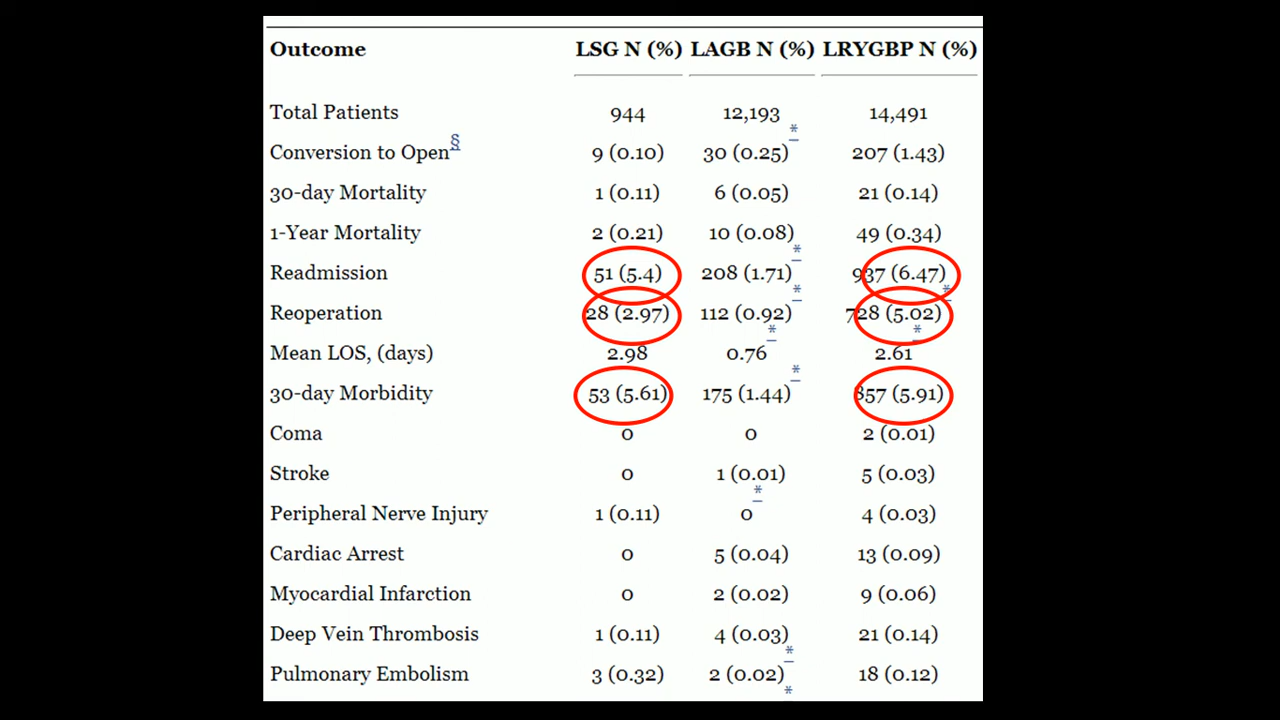 Outcome LSG N (%) LAGB N (%) LRYGBP N (%)
Total Patients 944 12,193 14,491
Conversion to Open§ 9 (0.10) 30 (0.25)* 207 (1.43)
30-day Mortality 1 (0.11) 6 (0.05) 21 (0.14)
1-Year Mortality 2 (0.21) 10 (0.08) 49 (0.34)
Readmission 51 (5.4) 208 (1.71)* 937 (6.47)
Reoperation 28 (2.97) 112 (0.92)* 728 (5.02)*
Mean LOS, (days) 2.98 0.76* 2.61*
30-day Morbidity 53 (5.61) 175 (1.44)* 857 (5.91)
Coma 0 0 2 (0.01)
Stroke 0 1 (0.01) 5 (0.03)
Peripheral Nerve Injury 1 (0.11) 0* 4 (0.03)
Cardiac Arrest 0 5 (0.04) 13 (0.09)
Myocardial Infarction 0 2 (0.02) 9 (0.06)
Deep Vein Thrombosis 1 (0.11) 4 (0.03) 21 (0.14)
Pulmonary Embolism 3 (0.32) 2 (0.02)* 18 (0.12)
*